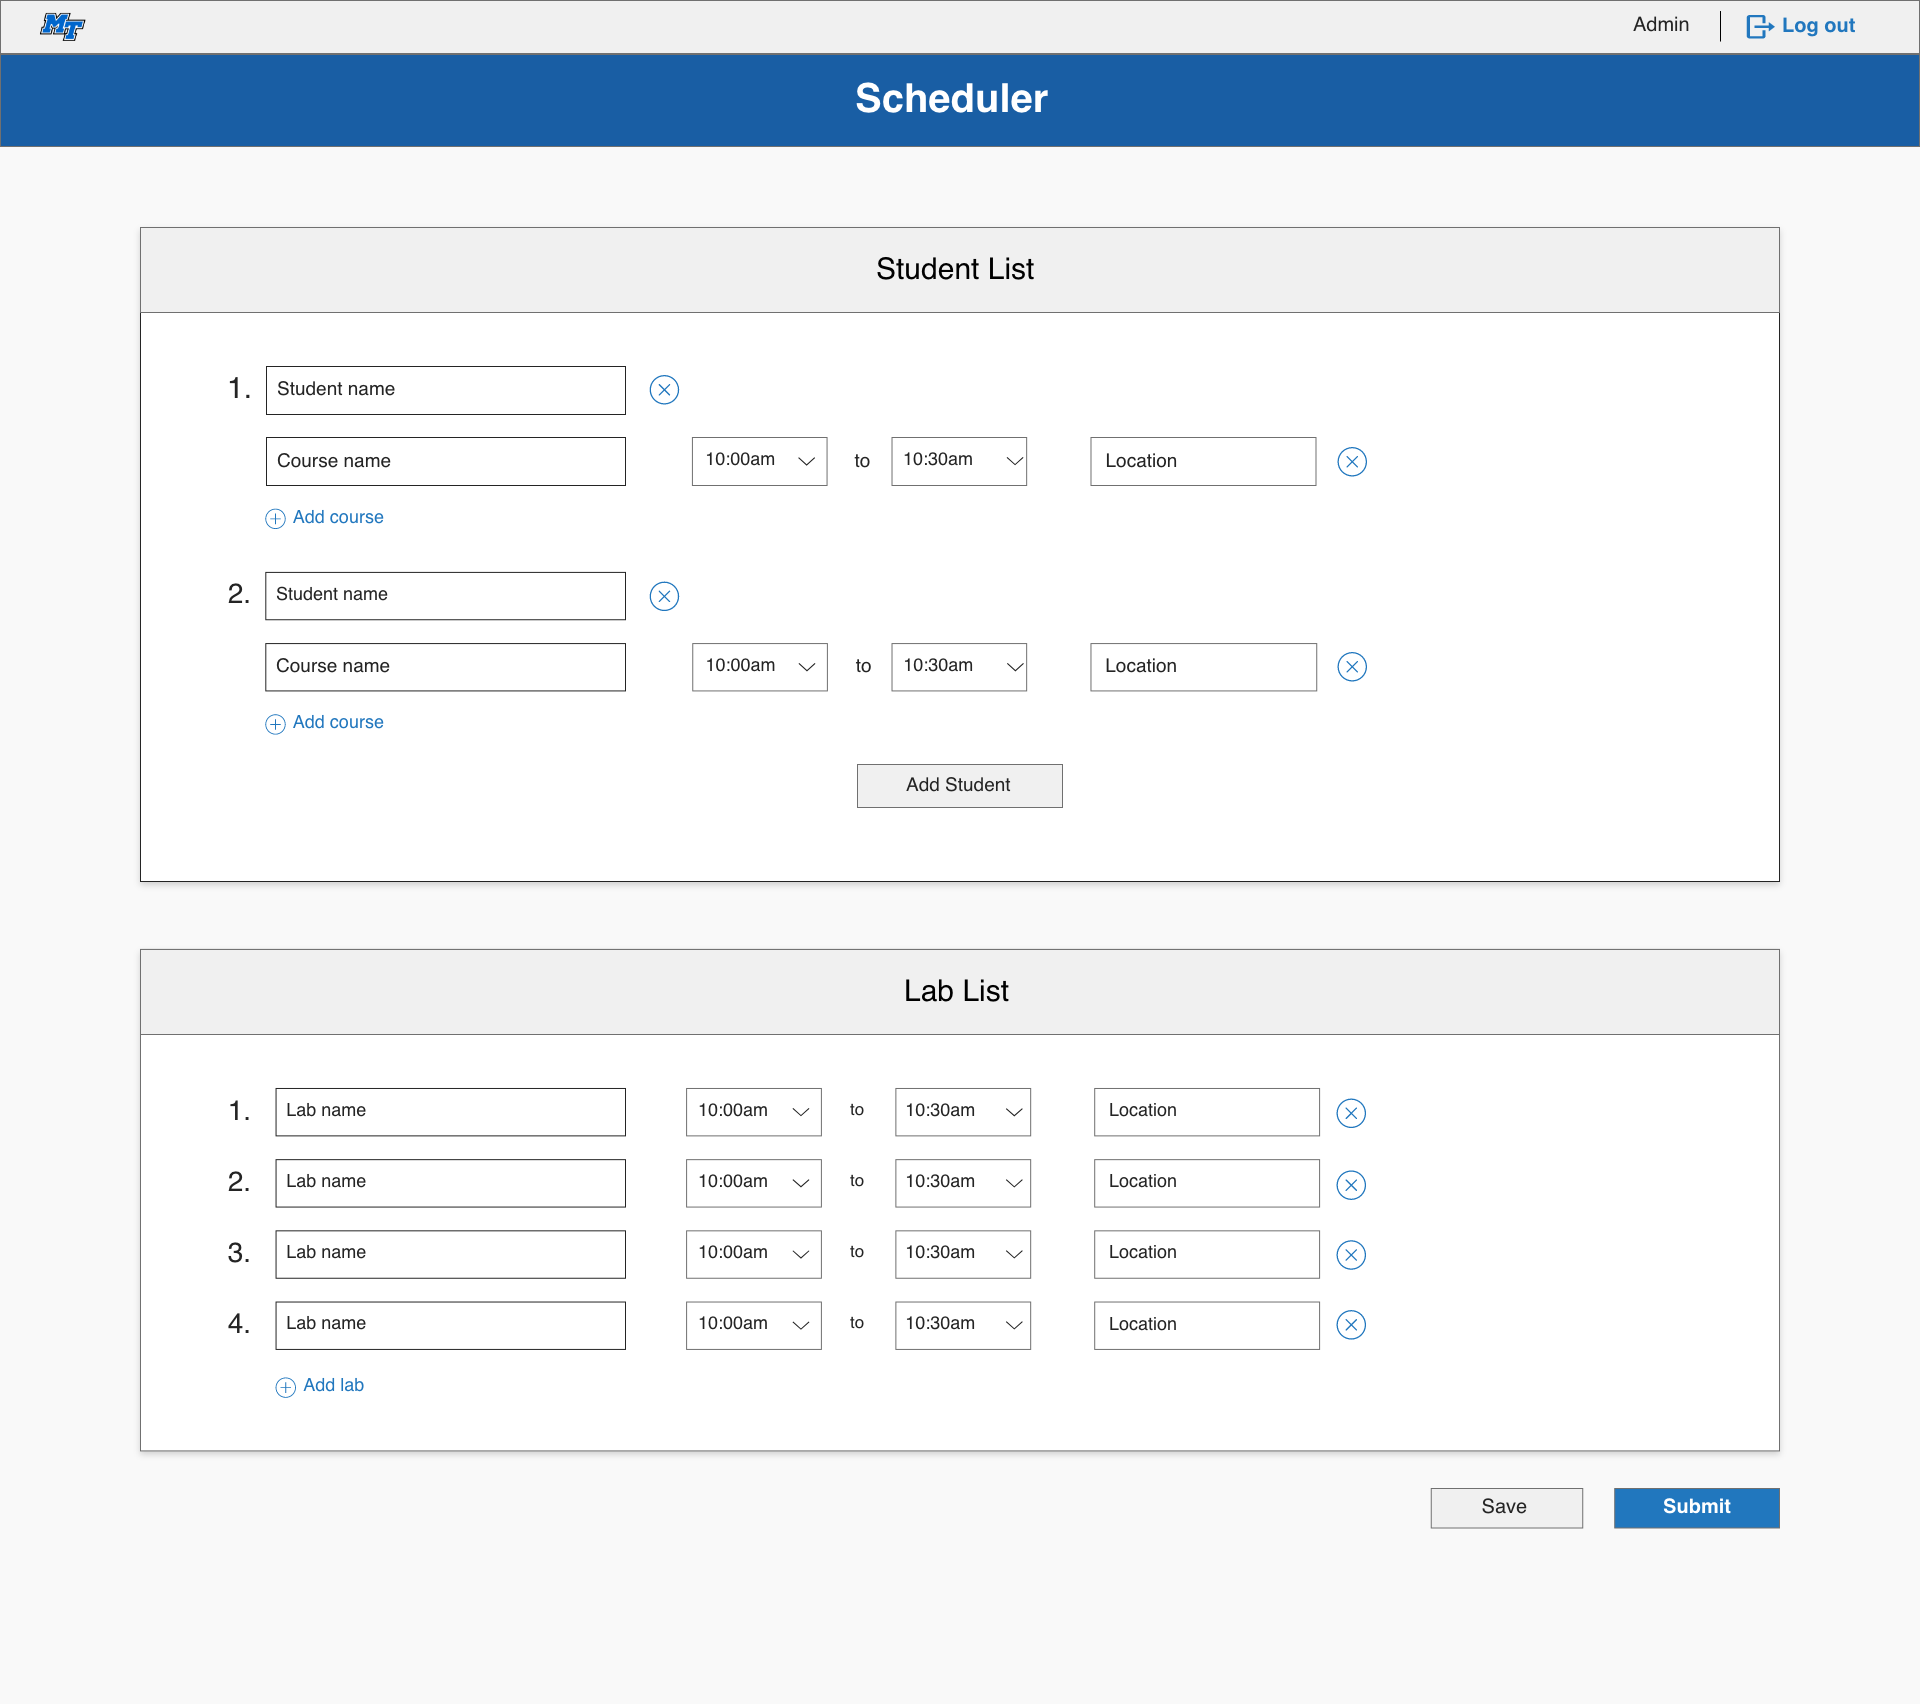 MT Admin Log out
Scheduler
Student List
1. Student name
Course name 10:00am to 10:30am Location
Add course
2. Student name
Course name 10:00am to 10:30am Location
Add course
Add Student
Lab List
1. Lab name 10:00am to 10:30am Location
2. Lab name 10:00am to 10:30am Location
3. Lab name 10:00am to 10:30am Location
4. Lab name 10:00am to 10:30am Location
Add lab
Save Submit